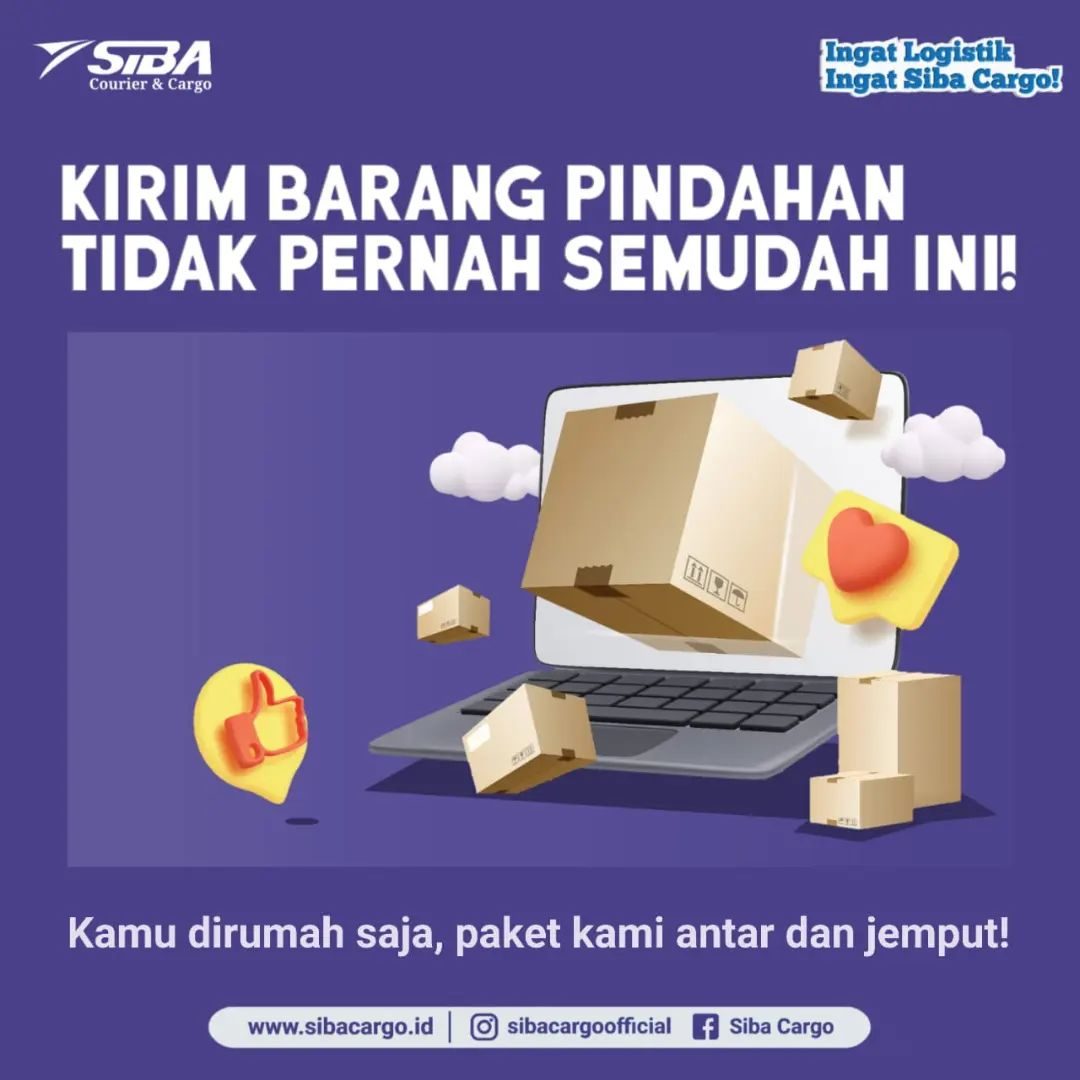 SIBA
Courier & Cargo
Ingat Logistik
Ingat Siba Cargo!
KIRIM BARANG PINDAHAN
TIDAK PERNAH SEMUDAH INI!
Kamu dirumah saja, paket kami antar dan jemput!
www.sibacargo.id | sibacargoofficial Siba Cargo